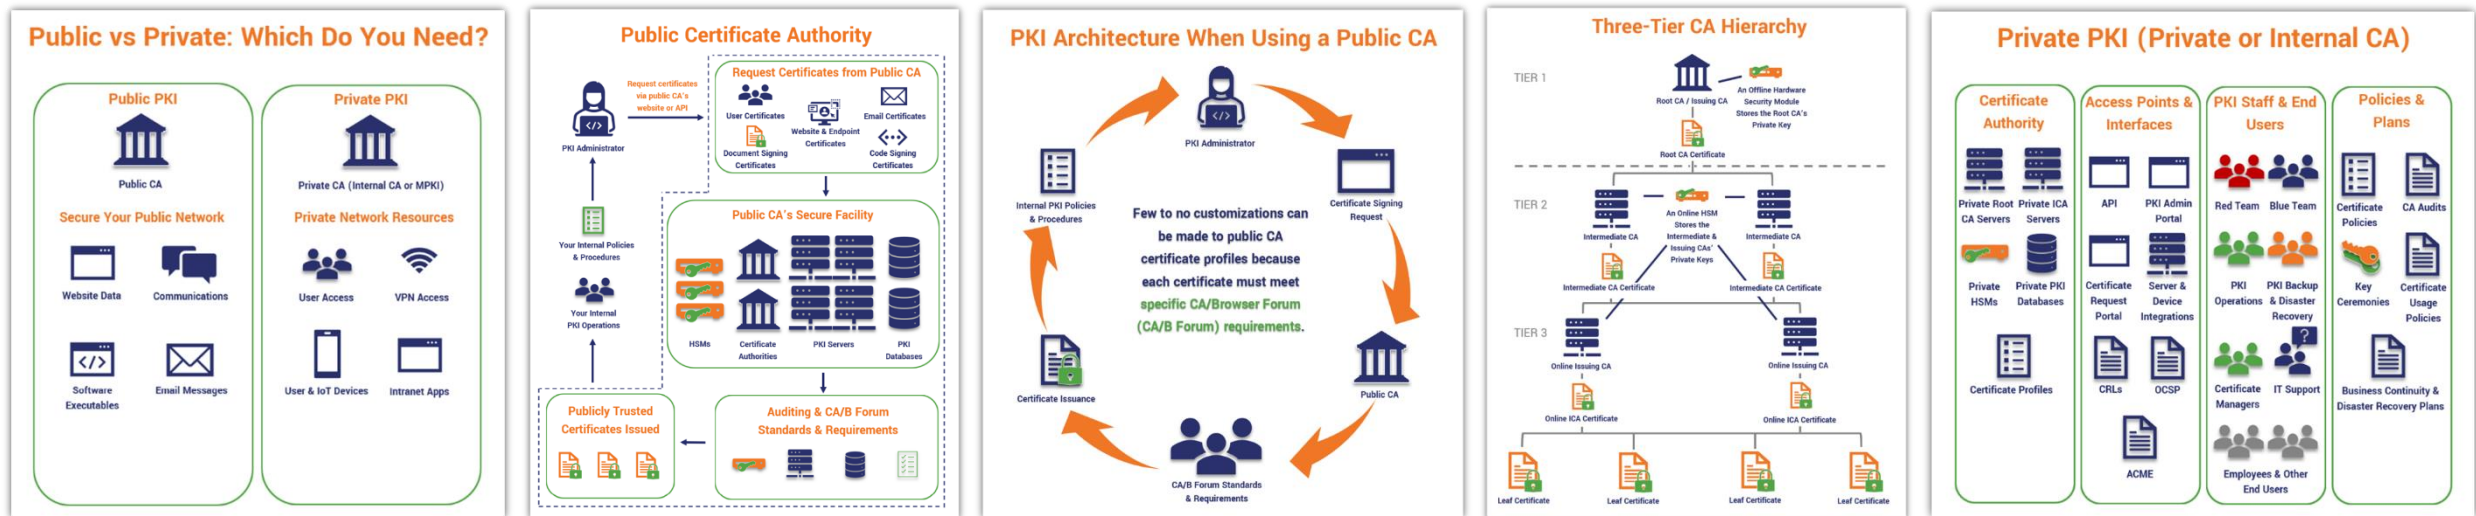 Public vs Private: Which Do You Need?
Public PKI
Public CA
Secure Your Public Network
Website Data
Communications
Software
Executables
Email Messages
Private PKI
Private CA (Internal CA or MPKI)
Private Network Resources
User Access
VPN Access
User & IoT Devices
Intranet Apps
Public Certificate Authority
PKI Administrator
Request certificates
via public CA's
website or API
Request Certificates from Public CA
User Certificates
Website & Endpoint
Certificates
Email Certificates
Document Signing
Certificates
Code Signing
Certificates
Public CA's Secure Facility
HSMs
Certificate
Authorities
PKI Servers
PKI
Databases
Auditing & CA/B Forum
Standards & Requirements
Publicly Trusted
Certificates Issued
Your Internal
PKI Operations
Your Internal Policies
& Procedures
PKI Architecture When Using a Public CA
PKI Administrator
Certificate Signing
Request
Public CA
CA/B Forum Standards
& Requirements
Certificate Issuance
Internal PKI Policies
& Procedures
Few to no customizations can
be made to public CA
certificate profiles because
each certificate must meet
specific CA/Browser Forum
(CA/B Forum) requirements.
Three-Tier CA Hierarchy
TIER 1
Root CA / Issuing CA
An Offline Hardware
Security Module
Stores the Root CA's
Private Key
Root CA Certificate
TIER 2
Intermediate CA
An Online HSM
Stores the
Intermediate &
Issuing CAs'
Private Keys
Intermediate CA
Intermediate CA Certificate
Intermediate CA Certificate
TIER 3
Online Issuing CA
Online Issuing CA
Online ICA Certificate
Online ICA Certificate
Leaf Certificate
Leaf Certificate
Leaf Certificate
Leaf Certificate
Private PKI (Private or Internal CA)
Certificate
Authority
Private Root
CA Servers
Private ICA
Servers
Private
HSMs
Private PKI
Databases
Certificate Profiles
Access Points &
Interfaces
API
PKI Admin
Portal
Certificate
Request
Portal
Server &
Device
Integrations
CRLs
OCSP
ACME
PKI Staff & End
Users
Red Team
Blue Team
PKI
Operations
PKI Backup
& Disaster
Recovery
?
Certificate
Managers
IT Support
Employees & Other
End Users
Policies &
Plans
Certificate
Policies
CA Audits
Key
Ceremonies
Certificate
Usage
Policies
Business Continuity &
Disaster Recovery Plans